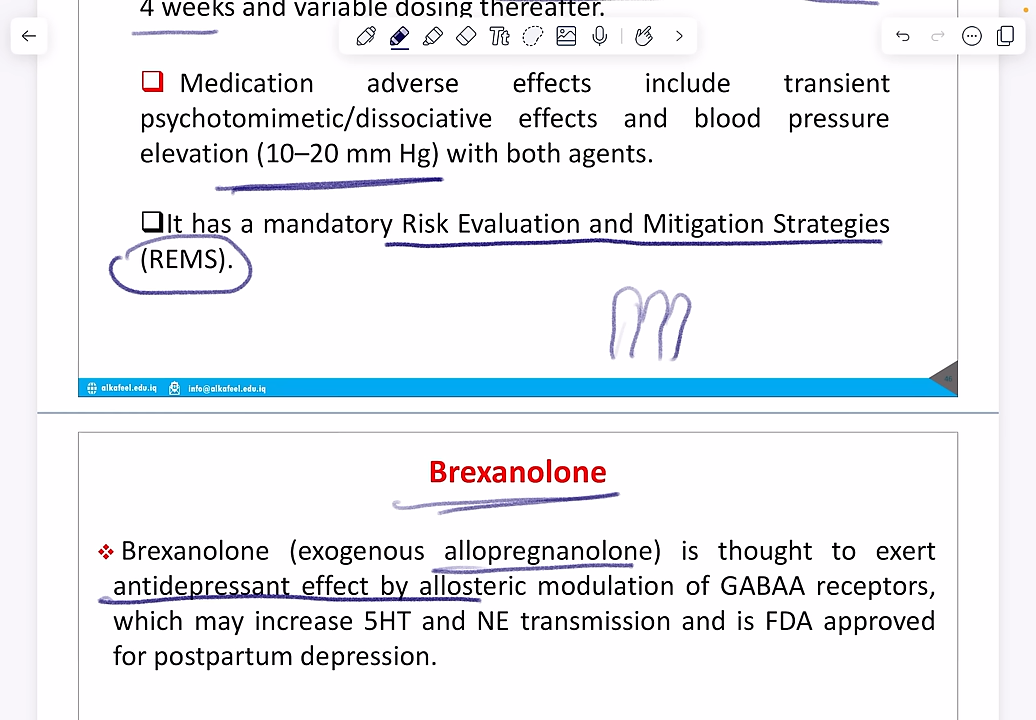 4 weeks and variable dosing thereafter.
Tt
❑ Medication adverse effects include transient
psychotomimetic/dissociative effects and blood pressure
elevation (10–20 mm Hg) with both agents.
❑It has a mandatory Risk Evaluation and Mitigation Strategies
(REMS).
alkafeel.edu.iq info@alkafeel.edu.iq
Brexanolone
❖ Brexanolone (exogenous allopregnanolone) is thought to exert
antidepressant effect by allosteric modulation of GABAA receptors,
which may increase 5HT and NE transmission and is FDA approved
for postpartum depression.